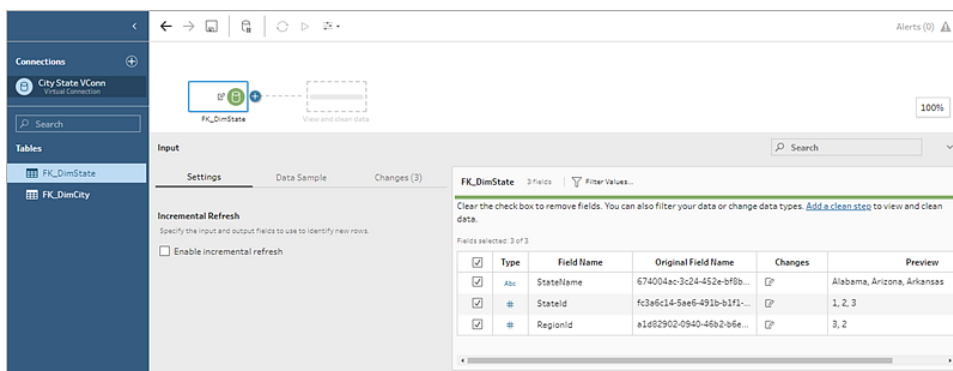 Alerts (0)
Connections
City State VConn
Virtual Connection
Search
Tables
FK_DimState
FK_DimCity
FK_DimState
View and clean data
100%
Input
Search
Settings
Data Sample
Changes (3)
Incremental Refresh
Specify the input and output fields to use to identify new rows.
Enable incremental refresh
FK_DimState 3 fields Filter Values...
Clear the check box to remove fields. You can also filter your data or change data types. Add a clean step to view and clean
data.
Fields selected: 3 of 3
Type Field Name Original Field Name Changes Preview
Abc StateName 674004ac-3c24-452e-bf8b... Alabama, Arizona, Arkansas
# StateId fc3a6c14-5ae6-491b-b1f1-... 1, 2, 3
# RegionId a1d82902-0940-46b2-b6e... 3, 2